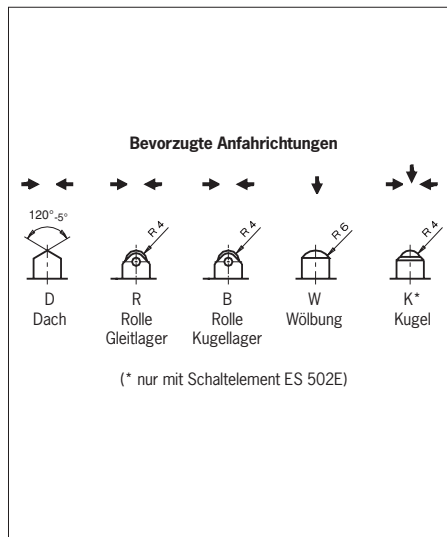 Bevorzugte Anfahrichtungen
120°-5°
R 4
R 4
R 6
R 4
D
R
B
W
K*
Dach
Rolle
Rolle
Wölbung
Kugel
Gleitlager
Kugellager
(* nur mit Schaltelement ES 502E)